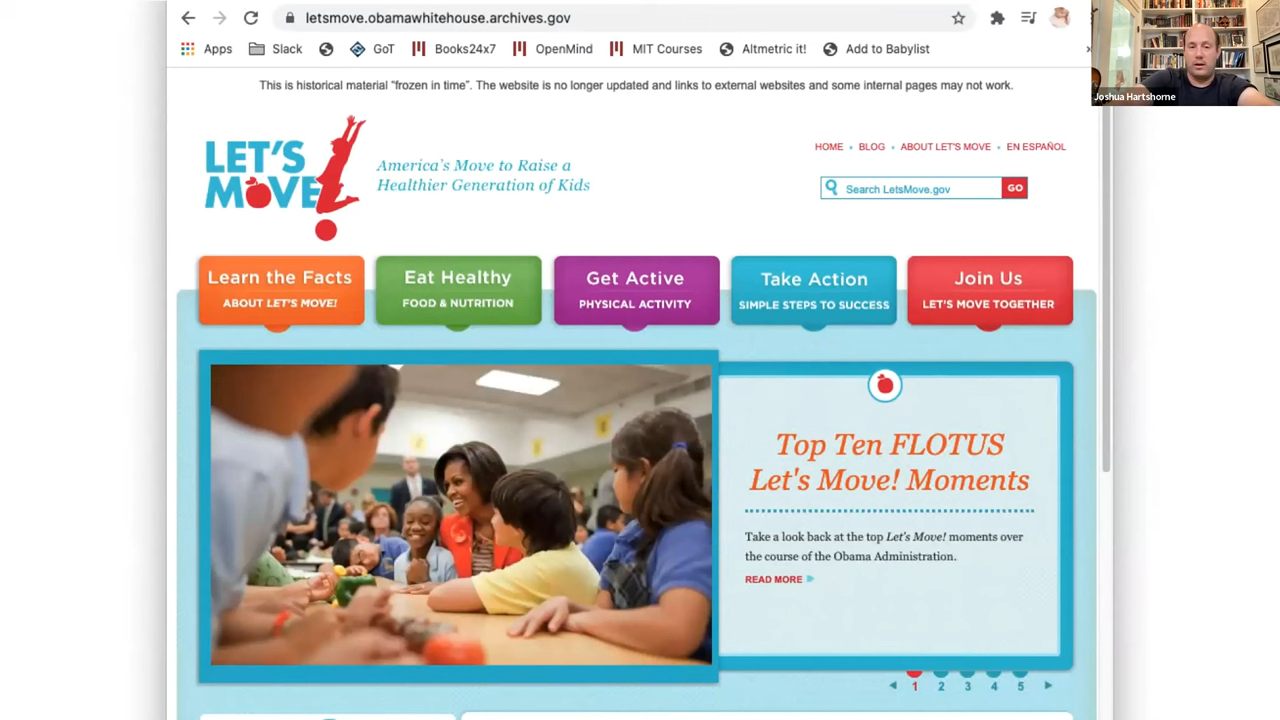 letsmove.obamawhitehouse.archives.gov
Apps Slack GoT Books24x7 OpenMind MIT Courses Altmetric it! Add to Babylist
Joshua Hartshorne
This is historical material "frozen in time". The website is no longer updated and links to external websites and some internal pages may not work.
LET'S
MOVE!
America's Move to Raise a
Healthier Generation of Kids
HOME • BLOG • ABOUT LET'S MOVE • EN ESPAÑOL
Search LetsMove.gov GO
Learn the Facts
ABOUT LET'S MOVE!
Eat Healthy
FOOD & NUTRITION
Get Active
PHYSICAL ACTIVITY
Take Action
SIMPLE STEPS TO SUCCESS
Join Us
LET'S MOVE TOGETHER
Top Ten FLOTUS
Let's Move! Moments
Take a look back at the top Let's Move! moments over
the course of the Obama Administration.
READ MORE
1 2 3 4 5